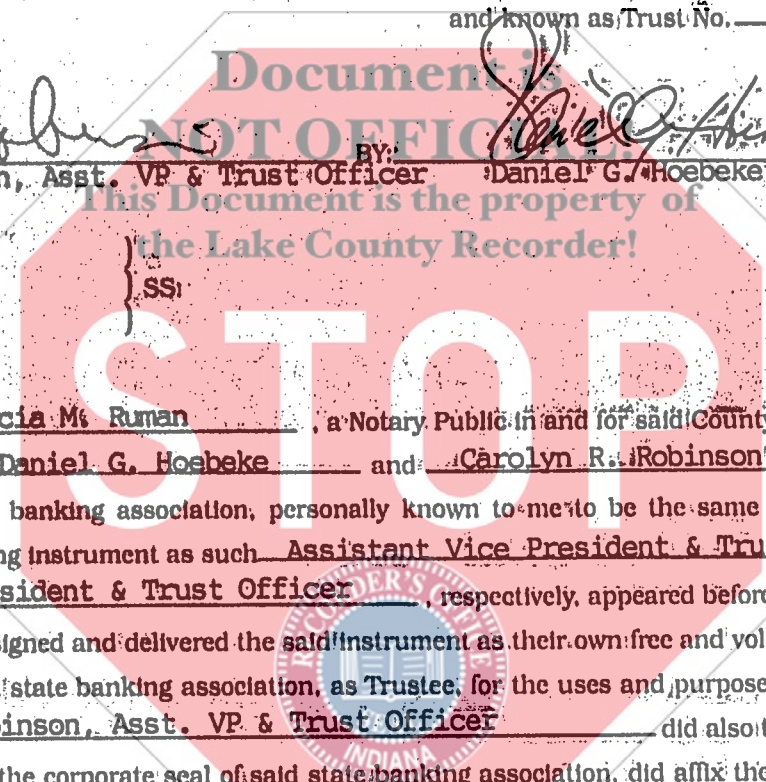 and known as Trust No.
Document is
NOT OFFICIAL!
BY:
n, Asst. VP & Trust Officer Daniel G. Hoebeke
This Document is the property of
the Lake County Recorder!
SS:
STOP
cia M. Ruman , a Notary Public in and for said County
Daniel G. Hoebeke and Carolyn R. Robinson
banking association, personally known to me to be the same
ng instrument as such Assistant Vice President & Tru
sident & Trust Officer , respectively, appeared before
igned and delivered the said instrument as their own free and vol
state banking association, as Trustee, for the uses and purpose
inson, Asst. VP & Trust Officer did also t
the corporate seal of said state banking association, did affix the
RECORDER'S OFFICE
INDIANA